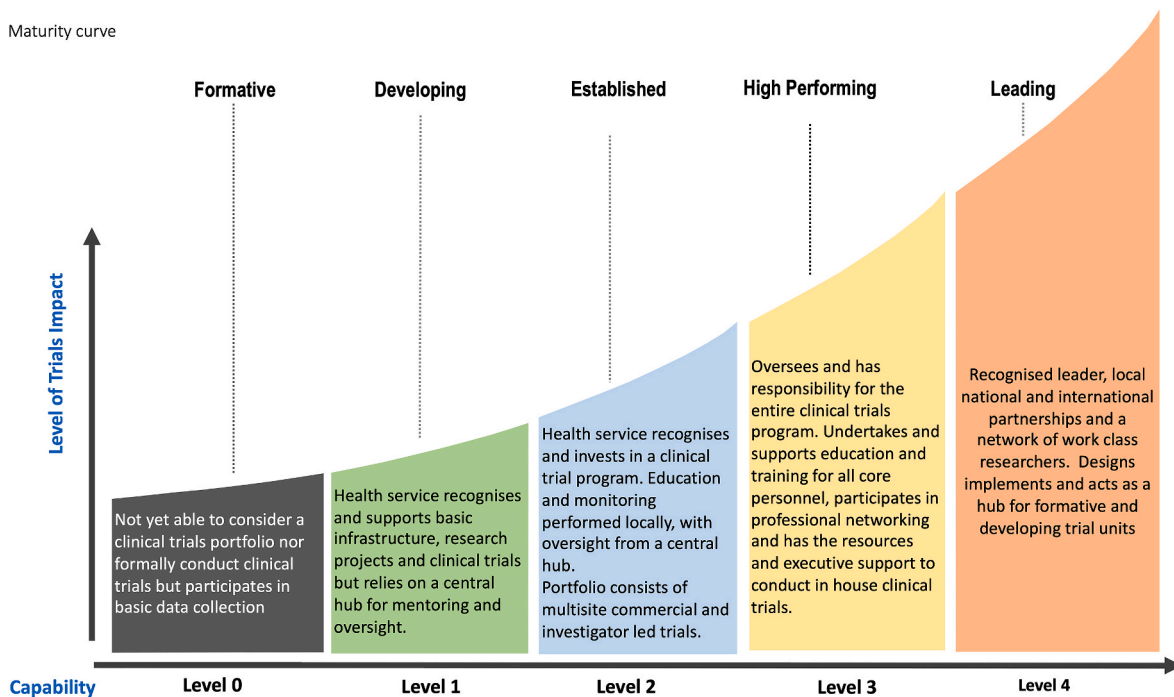 Maturity curve
Formative
Developing
Established
High Performing
Leading
Level of Trials Impact
Not yet able to consider a
clinical trials portfolio nor
formally conduct clinical
trials but participates in
basic data collection
Health service recognises
and supports basic
infrastructure, research
projects and clinical trials
but relies on a central
hub for mentoring and
oversight.
Health service recognises
and invests in a clinical
trial program. Education
and monitoring
performed locally, with
oversight from a central
hub.
Portfolio consists of
multisite commercial and
investigator led trials.
Oversees and has
responsibility for the
entire clinical trials
program. Undertakes and
supports education and
training for all core
personnel, participates in
professional networking
and has the resources
and executive support to
conduct in house clinical
trials.
Recognised leader, local
national and international
partnerships and a
network of work class
researchers. Designs
implements and acts as a
hub for formative and
developing trial units
Capability
Level 0
Level 1
Level 2
Level 3
Level 4